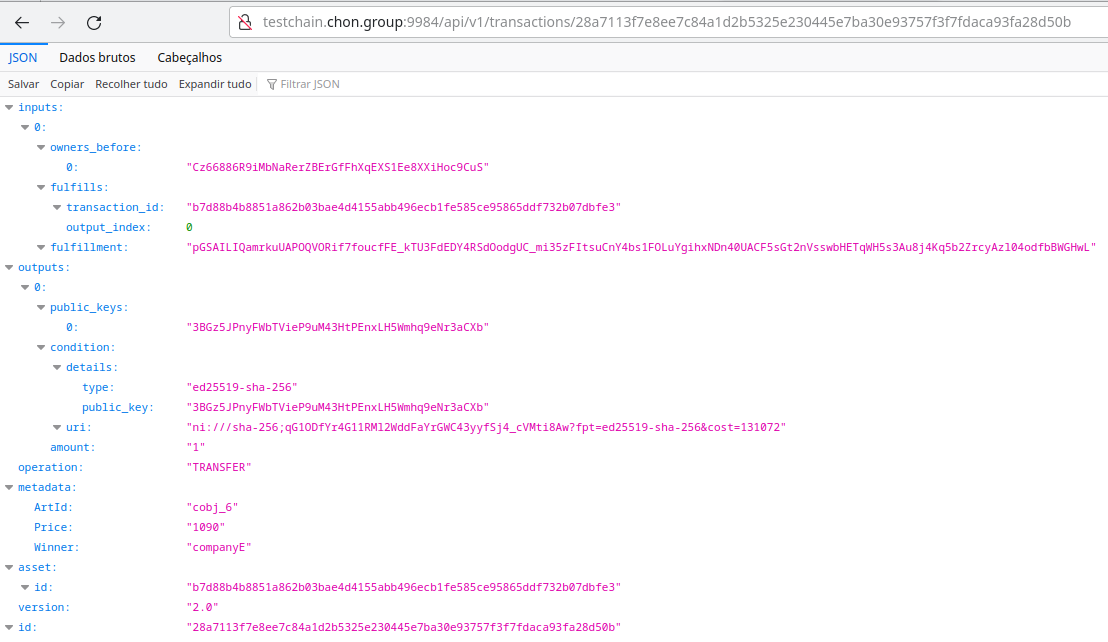 testchain.chon.group:9984/api/v1/transactions/28a7113f7e8ee7c84a1d2b5325e230445e7ba30e93757f3f7fdaca93fa28d50b
JSON Dados brutos Cabeçalhos
Salvar Copiar Recolher tudo Expandir tudo Filtrar JSON
inputs:
0:
owners_before:
0: "Cz66886R9iMbNaRerZBErGfFhXqEXS1Ee8XXiHoc9CuS"
fulfills:
transaction_id: "b7d88b4b8851a862b03bae4d4155abb496ecb1fe585ce95865ddf732b07dbfe3"
output_index: 0
fulfillment: "pGSAILIQamrkuUAPOQVORif7foucfFE_kTU3FdEDY4RSdOodgUC_mi35zFItsuCnY4bs1FOLuYgihxNDn40UACF5sGt2nVsswbHETqWH5s3Au8j4Kq5b2ZrcyAzl04odfbBWGHwL"
outputs:
0:
public_keys:
0: "3BGz5JPnyFWbTVieP9uM43HtPEnxLH5Wmhq9eNr3aCXb"
condition:
details:
type: "ed25519-sha-256"
public_key: "3BGz5JPnyFWbTVieP9uM43HtPEnxLH5Wmhq9eNr3aCXb"
uri: "ni:///sha-256;qG1ODfYr4G11RMl2WddFaYrGWC43yyfSj4_cVMti8Aw?fpt=ed25519-sha-256&cost=131072"
amount: "1"
operation: "TRANSFER"
metadata:
ArtId: "cobj_6"
Price: "1090"
Winner: "companyE"
asset:
id: "b7d88b4b8851a862b03bae4d4155abb496ecb1fe585ce95865ddf732b07dbfe3"
version: "2.0"
id: "28a7113f7e8ee7c84a1d2b5325e230445e7ba30e93757f3f7fdaca93fa28d50b"